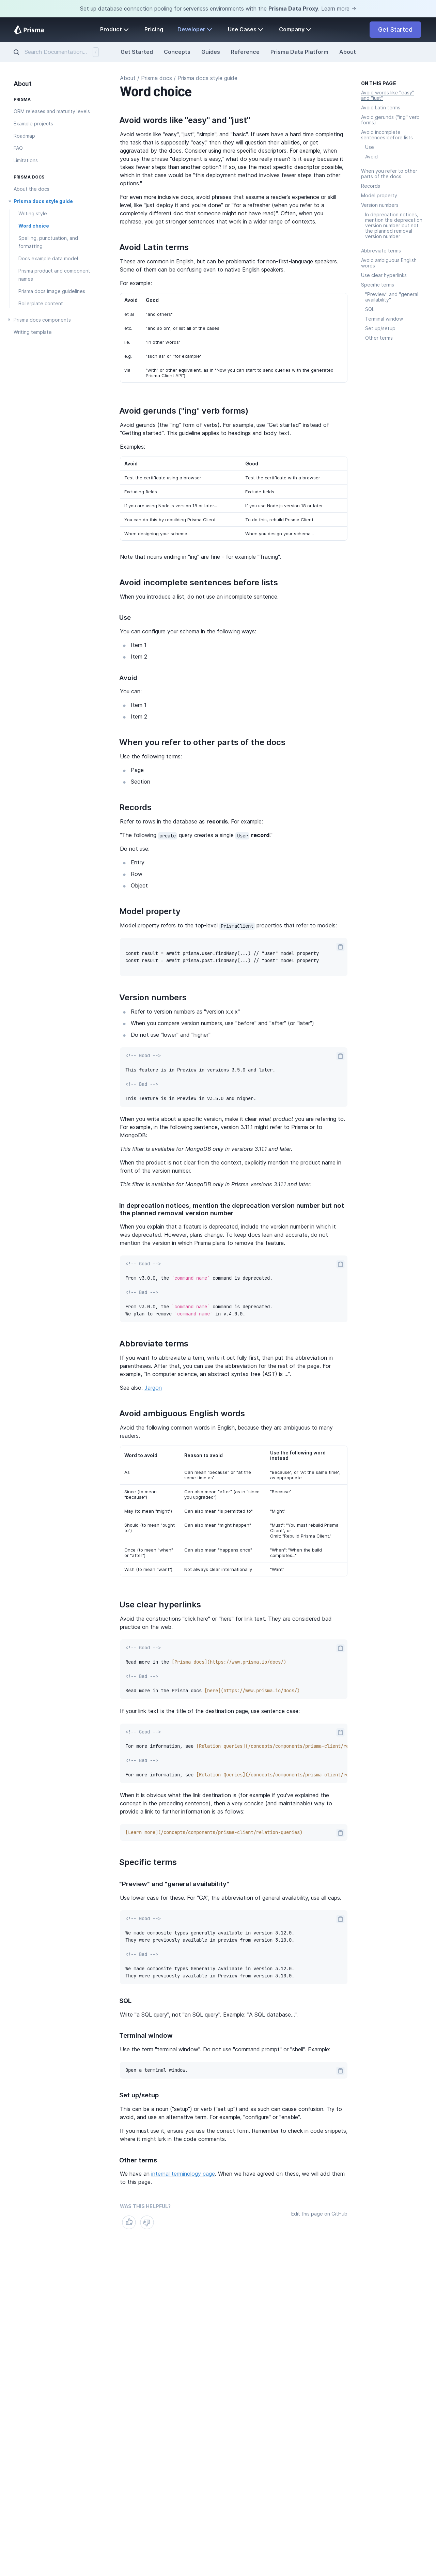 Set up database connection pooling for serverless environments with the Prisma Data Proxy. Learn more →
Prisma
Product
Pricing
Developer
Use Cases
Company
Get Started
Search Documentation...
/
Get Started
Concepts
Guides
Reference
Prisma Data Platform
About
About
PRISMA
ORM releases and maturity levels
Example projects
Roadmap
FAQ
Limitations
PRISMA DOCS
About the docs
Prisma docs style guide
Writing style
Word choice
Spelling, punctuation, and
formatting
Docs example data model
Prisma product and component
names
Prisma docs image guidelines
Boilerplate content
Prisma docs components
Writing template
About / Prisma docs / Prisma docs style guide
Word choice
Avoid words like "easy" and "just"
Avoid words like "easy", "just", "simple", and "basic". If users have a hard time completing the
task that is supposedly "easy", they will question their abilities. Consider using more specific
descriptors; for example, when you say the phrase "deployment is easy", what do you really mean? Is it easy because it takes fewer steps than another option? If so, use the most specific descriptor possible, which in that case would be "this deployment method involves fewer steps than other options."
For even more inclusive docs, avoid phrases that assume a reader's knowledge or skill level,
like "just deploy it and you're done" or "for a refresher (that you probably don't need)". Often, when you rephrase, you get sentences that are more robust and suit a wider range of contexts.
Avoid Latin terms
These are common in English, but can be problematic for non-first-language speakers.
Some of them can be confusing even for native English speakers.
For example:
Avoid Good
et al "and others"
etc. "and so on", or list all of the cases
i.e. "in other words"
e.g. "such as" or "for example"
via "with" or other equivalent, as in "Now you can start to send queries with the generated
Prisma Client API")
Avoid gerunds ("ing" verb forms)
Avoid gerunds (the "ing" form of verbs). For example, use "Get started" instead of
"Getting started". This guideline applies to headings and body text.
Examples:
Avoid Good
Test the certificate using a browser Test the certificate with a browser
Excluding fields Exclude fields
If you are using Node.js version 16 or later... If you use Node.js version 16 or later...
You can do this by rebuilding Prisma Client To do this, rebuild Prisma Client
When designing your schema... When you design your schema...
Note that nouns ending in "ing" are fine - for example "Tracing".
Avoid incomplete sentences before lists
When you introduce a list, do not use an incomplete sentence.
Use
You can configure your schema in the following ways:
Item 1
Item 2
Avoid
You can:
Item 1
Item 2
When you refer to other parts of the docs
Use the following terms:
Page
Section
Records
Refer to rows in the database as records. For example:
"The following create query creates a single User record."
Do not use:
Entry
Row
Object
Model property
Model property refers to the top-level PrismaClient properties that refer to models:
const result = await prisma.user.findMany(...) // "user" model property
const result = await prisma.post.findMany(...) // "post" model property
Version numbers
Refer to version numbers as "version x.x.x"
When you compare version numbers, use "before" and "after" (or "later")
Do not use "lower" and "higher"
<!-- Good -->
This feature is in Preview in versions 3.5.0 and later.
<!-- Bad -->
This feature is in Preview in v3.5.0 and higher.
When you write about a specific version, make it clear what product you are referring to.
For example, in the following sentence, version 3.11.1 might refer to Prisma or to
MongoDB:
This filter is available for MongoDB only in versions 3.11.1 and later.
When the product is not clear from the context, explicitly mention the product name in
front of the version number.
This filter is available for MongoDB only in Prisma versions 3.11.1 and later.
In deprecation notices, mention the deprecation version number but not
the planned removal version number
When you explain that a feature is deprecated, include the version number in which it
was deprecated. However, plans change. To keep docs lean and accurate, do not
mention the version in which Prisma plans to remove the feature.
<!-- Good -->
From v3.0.0, the `command name` command is deprecated.
<!-- Bad -->
From v3.0.0, the `command name` command is deprecated.
We plan to remove `command name` in v.4.0.0.
Abbreviate terms
If you want to abbreviate a term, write it out fully first, then put the abbreviation in
parentheses. After that, you can use the abbreviation for the rest of the page. For
example, "In computer science, an abstract syntax tree (AST) is ...".
See also: Jargon
Avoid ambiguous English words
Avoid the following common words in English, because they are ambiguous to many
readers.
Word to avoid Reason to avoid Use the following word
instead
As Can mean "because" or "at the
same time as" "Because", or "At the same time",
as appropriate
Since (to mean
"because") Can also mean "after" (as in "since
you upgraded") "Because"
May (to mean "might") Can also mean "is permitted to" "Might"
Should (to mean "ought
to") Can also mean "might happen" "Must": "You must rebuild Prisma
Client", or
Omit: "Rebuild Prisma Client"
Once (to mean "when"
or "after") Can also mean "happens once" "When": "When the build
completes..."
Wish (to mean "want") Not always clear internationally "Want"
Use clear hyperlinks
Avoid the constructions "click here" or "here" for link text. They are considered bad
practice on the web.
<!-- Good -->
Read more in the [Prisma docs](https://www.prisma.io/docs/)
<!-- Bad -->
Read more in the Prisma docs [here](https://www.prisma.io/docs/)
If your link text is the title of the destination page, use sentence case:
<!-- Good -->
For more information, see [Relation queries](/concepts/components/prisma-client/re
<!-- Bad -->
For more information, see [Relation Queries](/concepts/components/prisma-client/re
When it is obvious what the link destination is (for example if you've explained the
concept in the preceding sentence), then a very concise (and maintainable) way to
provide a link to further information is as follows:
[Learn more](/concepts/components/prisma-client/relation-queries)
Specific terms
"Preview" and "general availability"
Use lower case for these. For "GA", the abbreviation of general availability, use all caps.
<!-- Good -->
We made composite types generally available in version 3.12.0.
They were previously available in preview from version 3.10.0.
<!-- Bad -->
We made composite types Generally Available in version 3.12.0.
They were previously available in Preview from version 3.10.0.
SQL
Write "a SQL query", not "an SQL query". Example: "A SQL database...".
Terminal window
Use the term "terminal window". Do not use "command prompt" or "shell". Example:
Open a terminal window.
Set up/setup
This can be a noun ("setup") or verb ("set up") and as such can cause confusion. Try to
avoid, and use an alternative term. For example, "configure" or "enable".
If you must use it, ensure you use the correct form. Remember to check in code snippets,
where it might lurk in the code comments.
Other terms
We have an internal terminology page. When we have agreed on these, we will add them
to this page.
WAS THIS HELPFUL?
Edit this page on GitHub
ON THIS PAGE
Avoid words like "easy"
and "just"
Avoid Latin terms
Avoid gerunds ("ing" verb
forms)
Avoid incomplete
sentences before lists
Use
Avoid
When you refer to other
parts of the docs
Records
Model property
Version numbers
In deprecation notices,
mention the deprecation
version number but not
the planned removal
version number
Abbreviate terms
Avoid ambiguous English
words
Use clear hyperlinks
Specific terms
"Preview" and "general
availability"
SQL
Terminal window
Set up/setup
Other terms